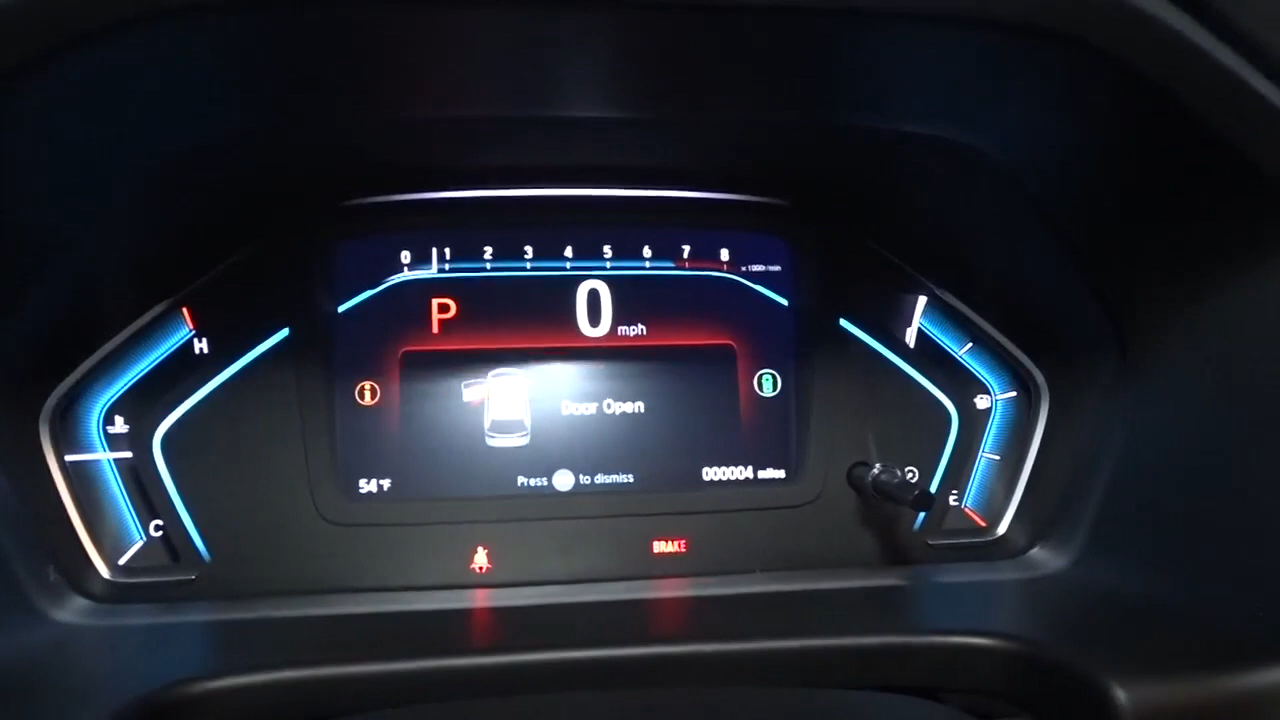 0 1 2 3 4 5 6 7 8
x 1000r/min
P 0 mph
H
Door Open
C
54°F
Press to dismiss
000004 miles
E
BRAKE